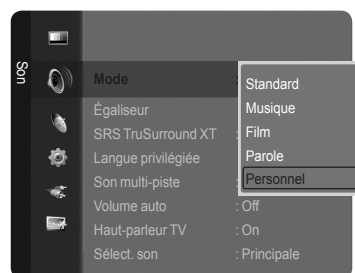 Son
Mode :
Égaliseur
SRS TruSurround XT :
Langue privilégiée
Son multi-piste :
Volume auto : Off
Haut-parleur TV : On
Sélect. son : Principale
Standard
Musique
Film
Parole
Personnel